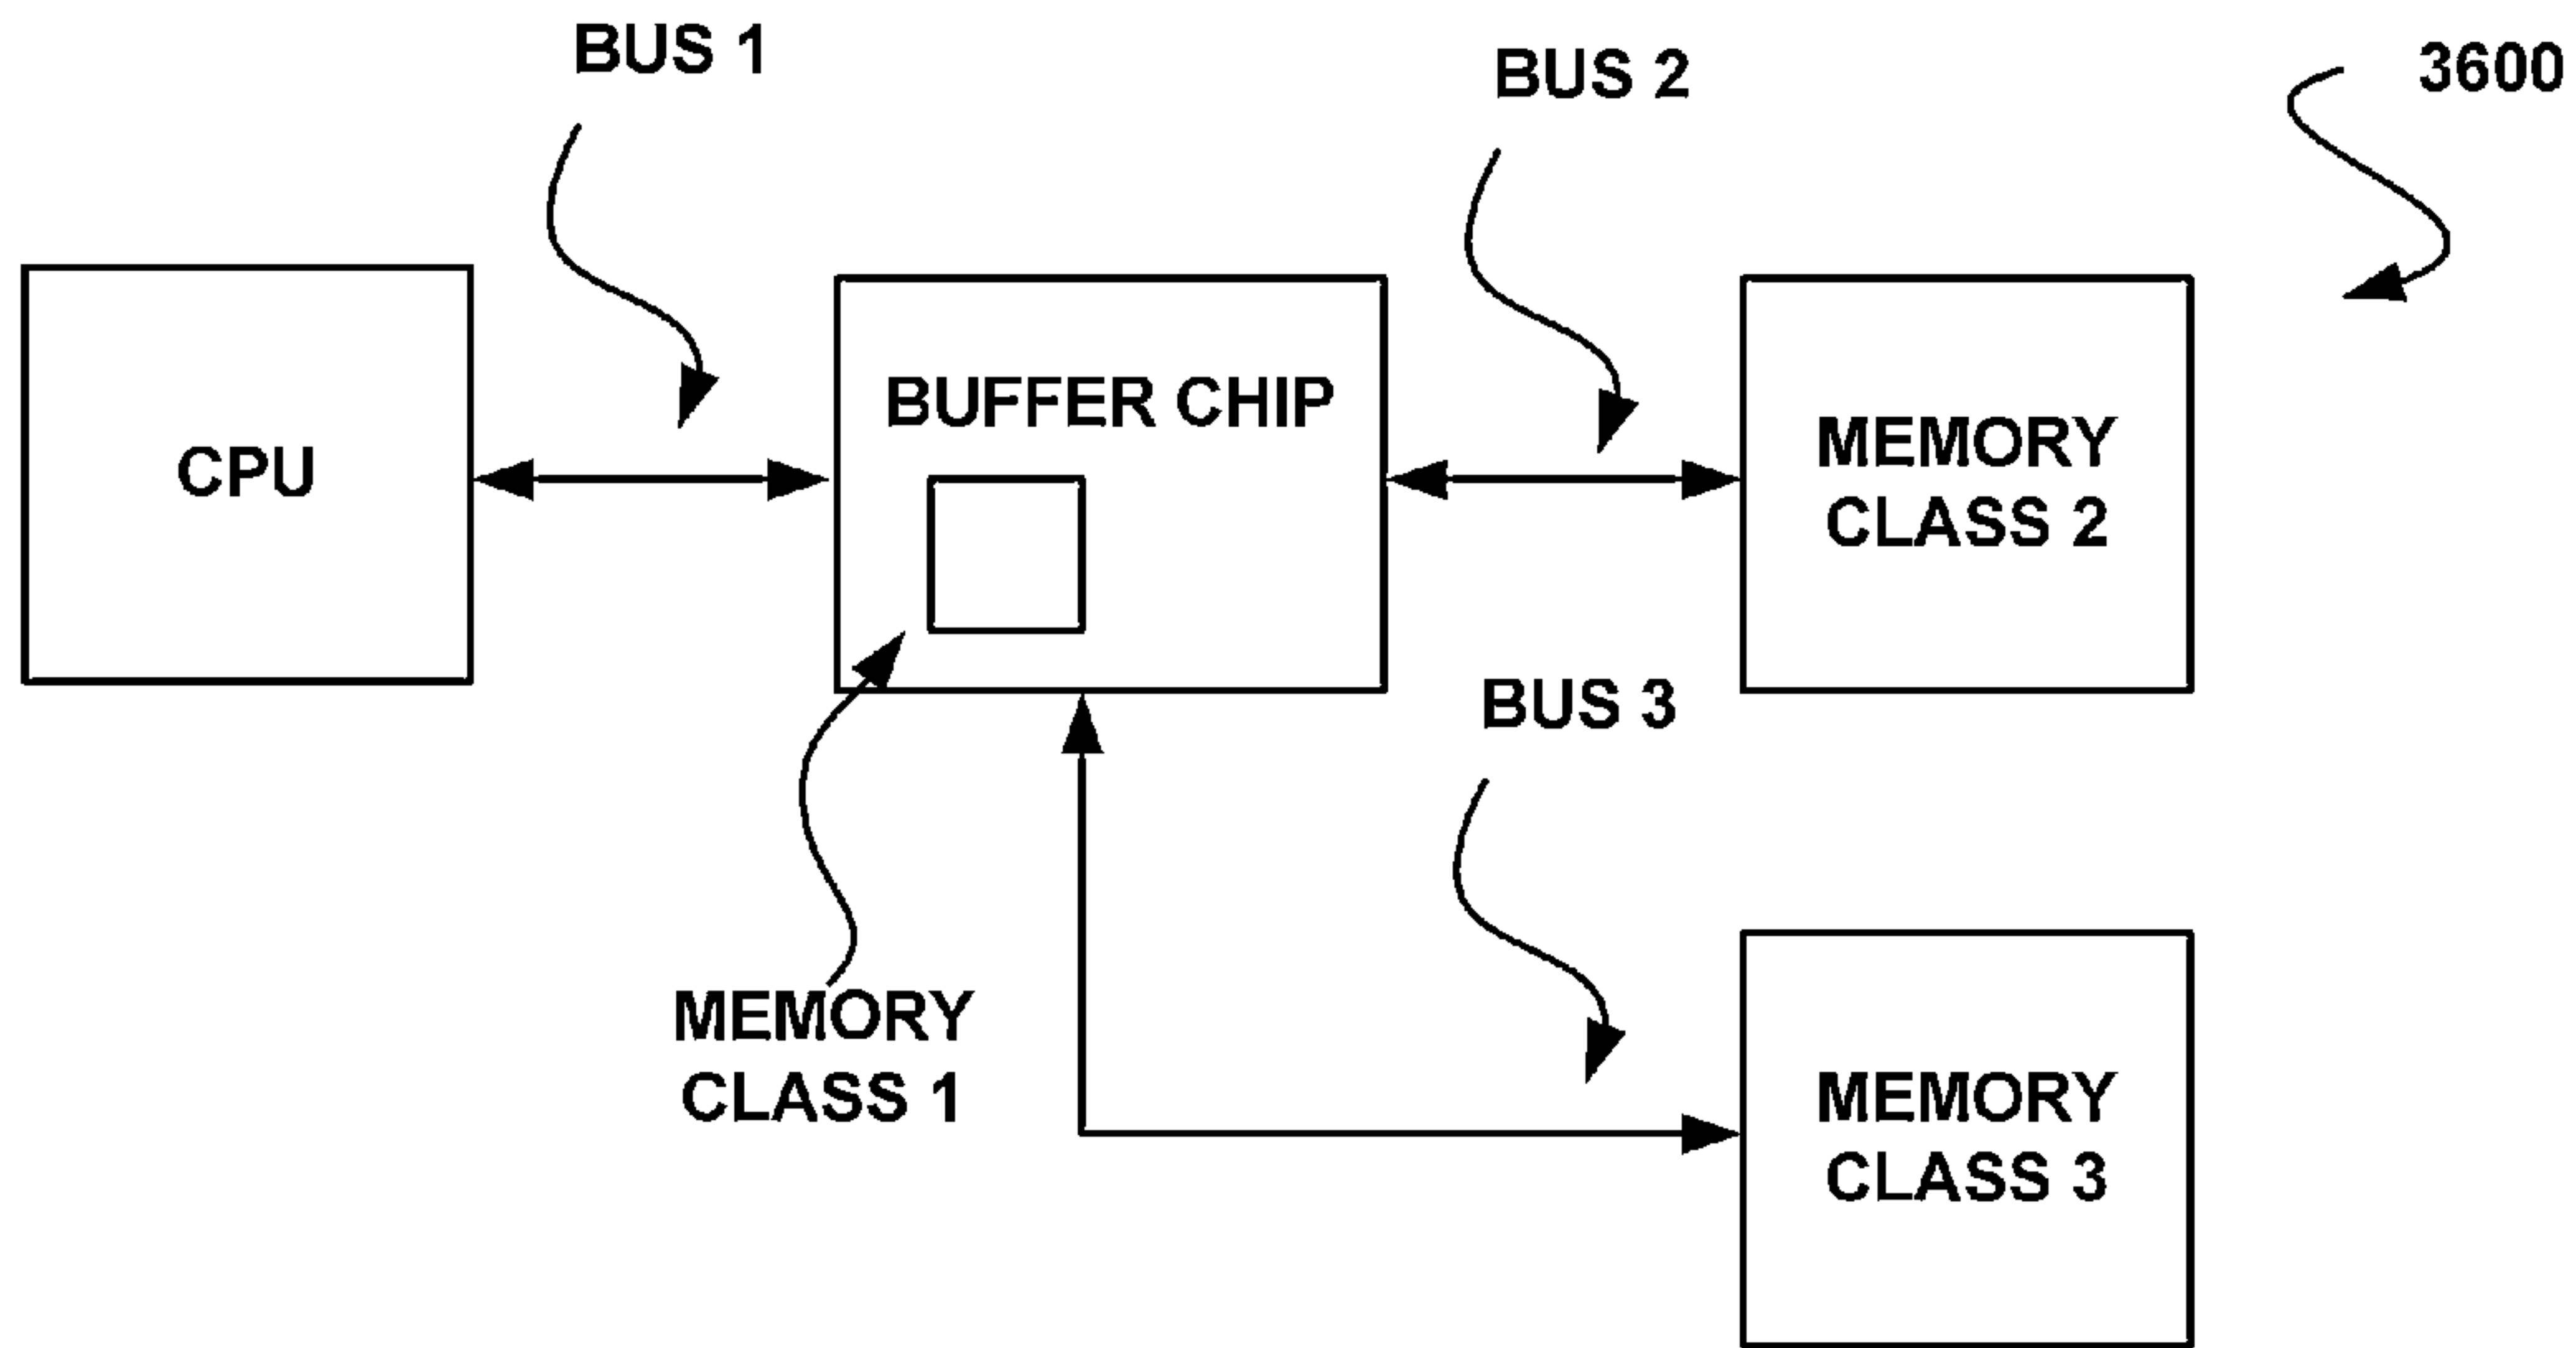 BUS 1
BUS 2
3600
CPU
BUFFER CHIP
MEMORY
CLASS 2
BUS 3
MEMORY
CLASS 1
MEMORY
CLASS 3